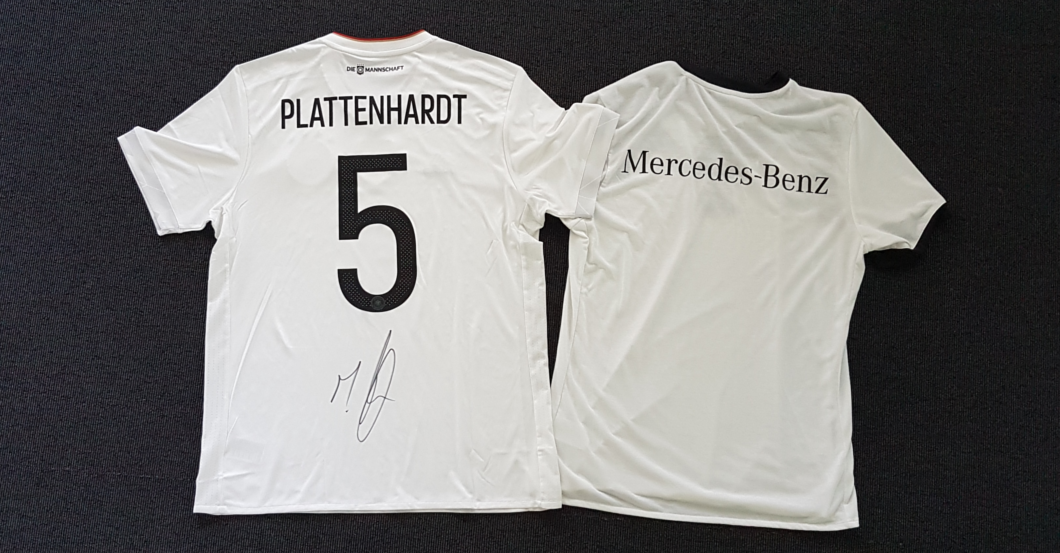 DIE MANNSCHAFT
PLATTENHARDT
5
M.
Mercedes-Benz